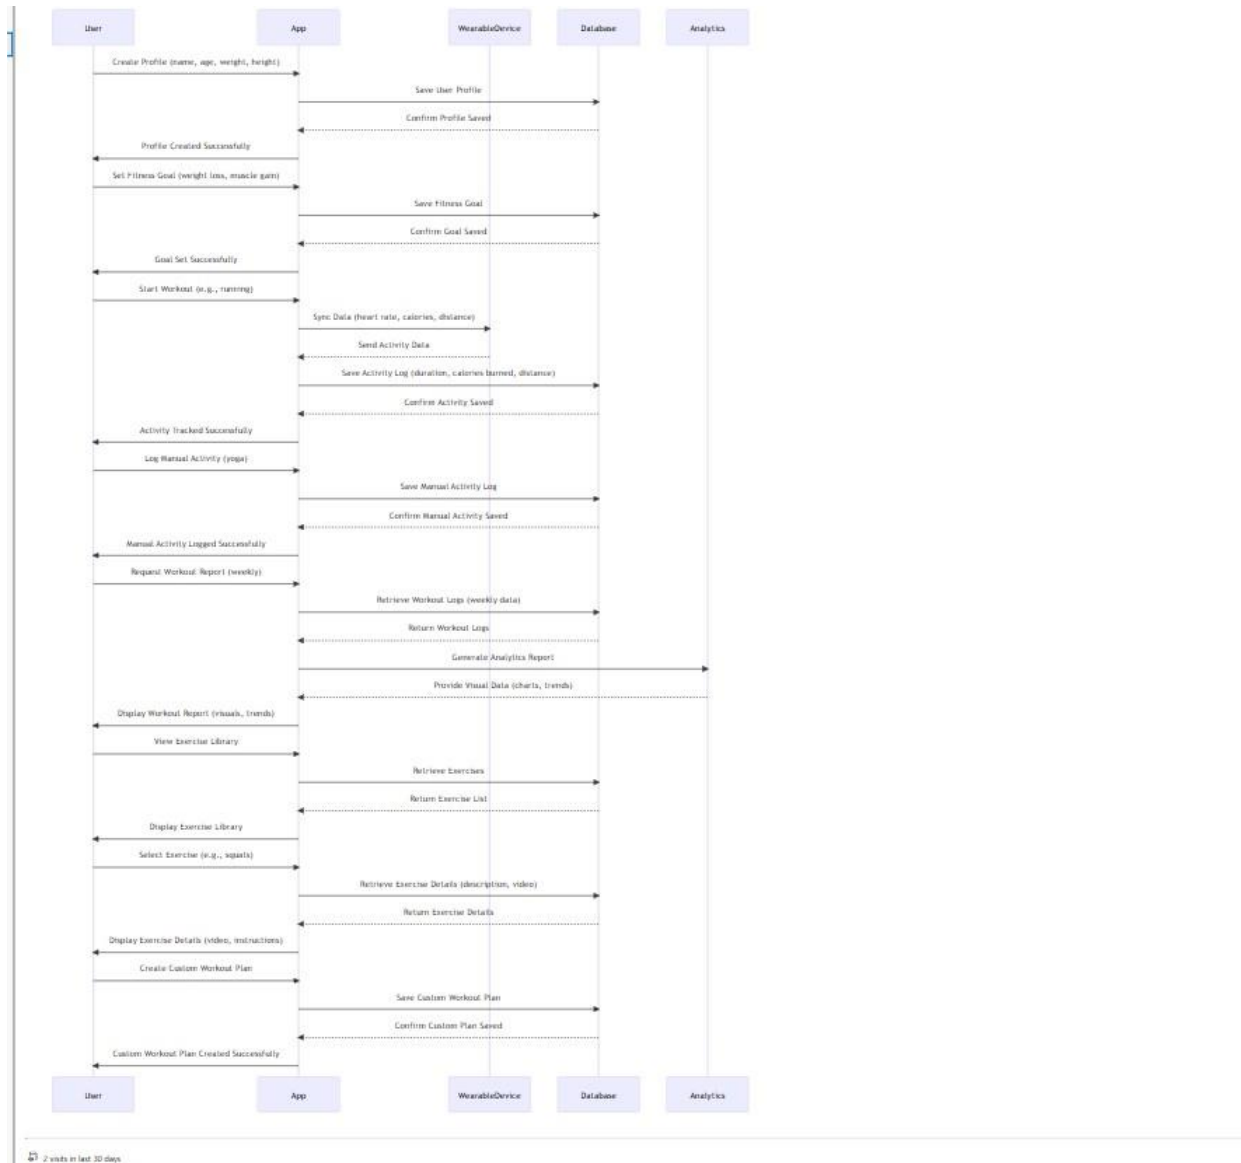 User App WearableDevice Database Analytics
Create Profile (name, age, weight, height)
Save User Profile
Confirm Profile Saved
Profile Created Successfully
Set Fitness Goal (weight loss, muscle gain)
Save Fitness Goal
Confirm Goal Saved
Goal Set Successfully
Start Workout (e.g., running)
Sync Data (heart rate, calories, distance)
Send Activity Data
Save Activity Log (duration, calories burned, distance)
Confirm Activity Saved
Activity Tracked Successfully
Log Manual Activity (yoga)
Save Manual Activity Log
Confirm Manual Activity Saved
Manual Activity Logged Successfully
Request Workout Report (weekly)
Retrieve Workout Logs (weekly data)
Return Workout Logs
Generate Analytics Report
Provide Visual Data (charts, trends)
Display Workout Report (visuals, trends)
View Exercise Library
Retrieve Exercises
Return Exercise List
Display Exercise Library
Select Exercise (e.g., squats)
Retrieve Exercise Details (description, video)
Return Exercise Details
Display Exercise Details (video, instructions)
Create Custom Workout Plan
Save Custom Workout Plan
Confirm Custom Plan Saved
Custom Workout Plan Created Successfully
User App WearableDevice Database Analytics
2 visits in last 30 days